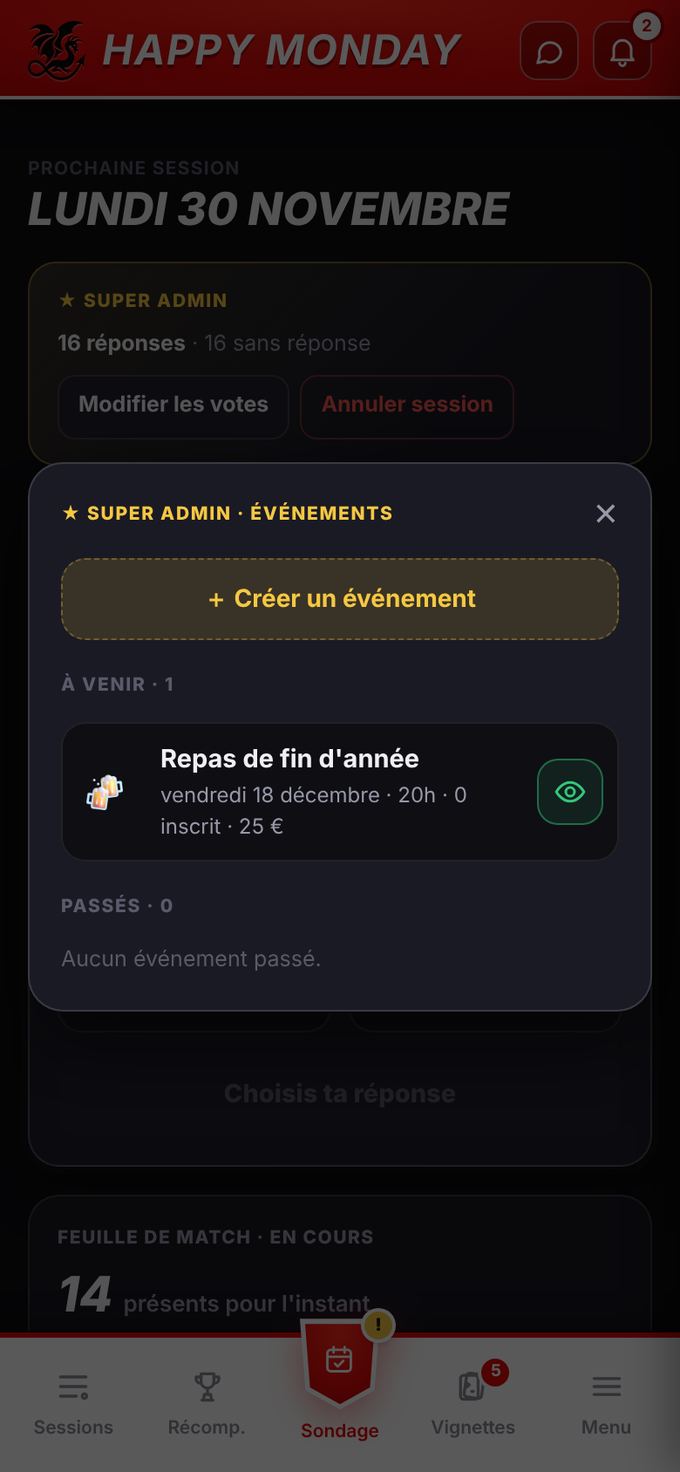 HAPPY MONDAY
2
PROCHAINE SESSION
LUNDI 30 NOVEMBRE
★ SUPER ADMIN
16 réponses · 16 sans réponse
Modifier les votes
Annuler session
★ SUPER ADMIN · ÉVÉNEMENTS
+ Créer un événement
À VENIR · 1
Repas de fin d'année
vendredi 18 décembre · 20h · 0
inscrit · 25 €
PASSÉS · 0
Aucun événement passé.
Choisis ta réponse
FEUILLE DE MATCH · EN COURS
14 présents pour l'instant
!
5
Sessions
Récomp.
Sondage
Vignettes
Menu